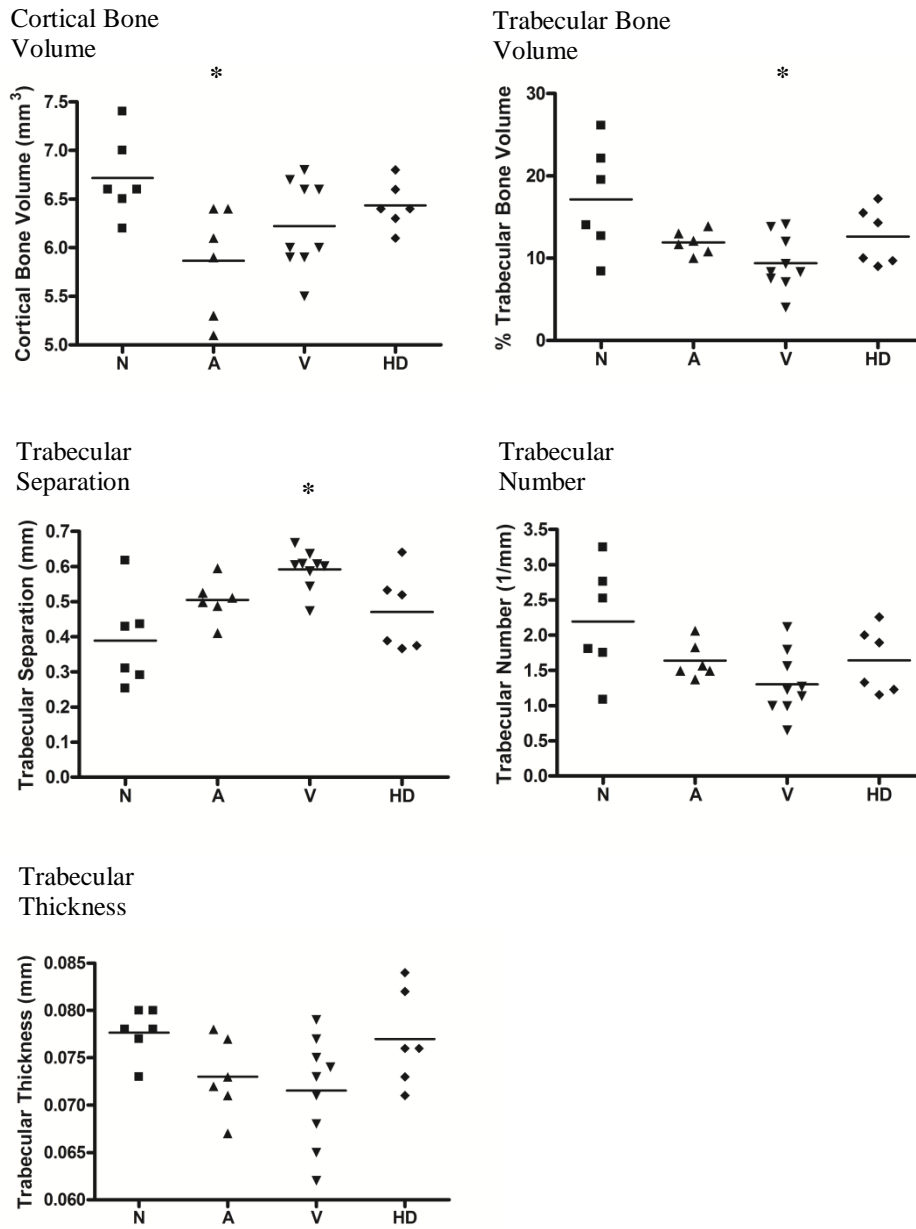 Cortical Bone
Volume
*
Cortical Bone Volume (mm³)
7.5
7.0
6.5
6.0
5.5
5.0
N A V HD
Trabecular Bone
Volume
*
% Trabecular Bone Volume
30
20
10
0
N A V HD
Trabecular
Separation
*
Trabecular Separation (mm)
0.7
0.6
0.5
0.4
0.3
0.2
0.1
0.0
N A V HD
Trabecular
Number
Trabecular Number (1/mm)
3.5
3.0
2.5
2.0
1.5
1.0
0.5
0.0
N A V HD
Trabecular
Thickness
Trabecular Thickness (mm)
0.085
0.080
0.075
0.070
0.065
0.060
N A V HD